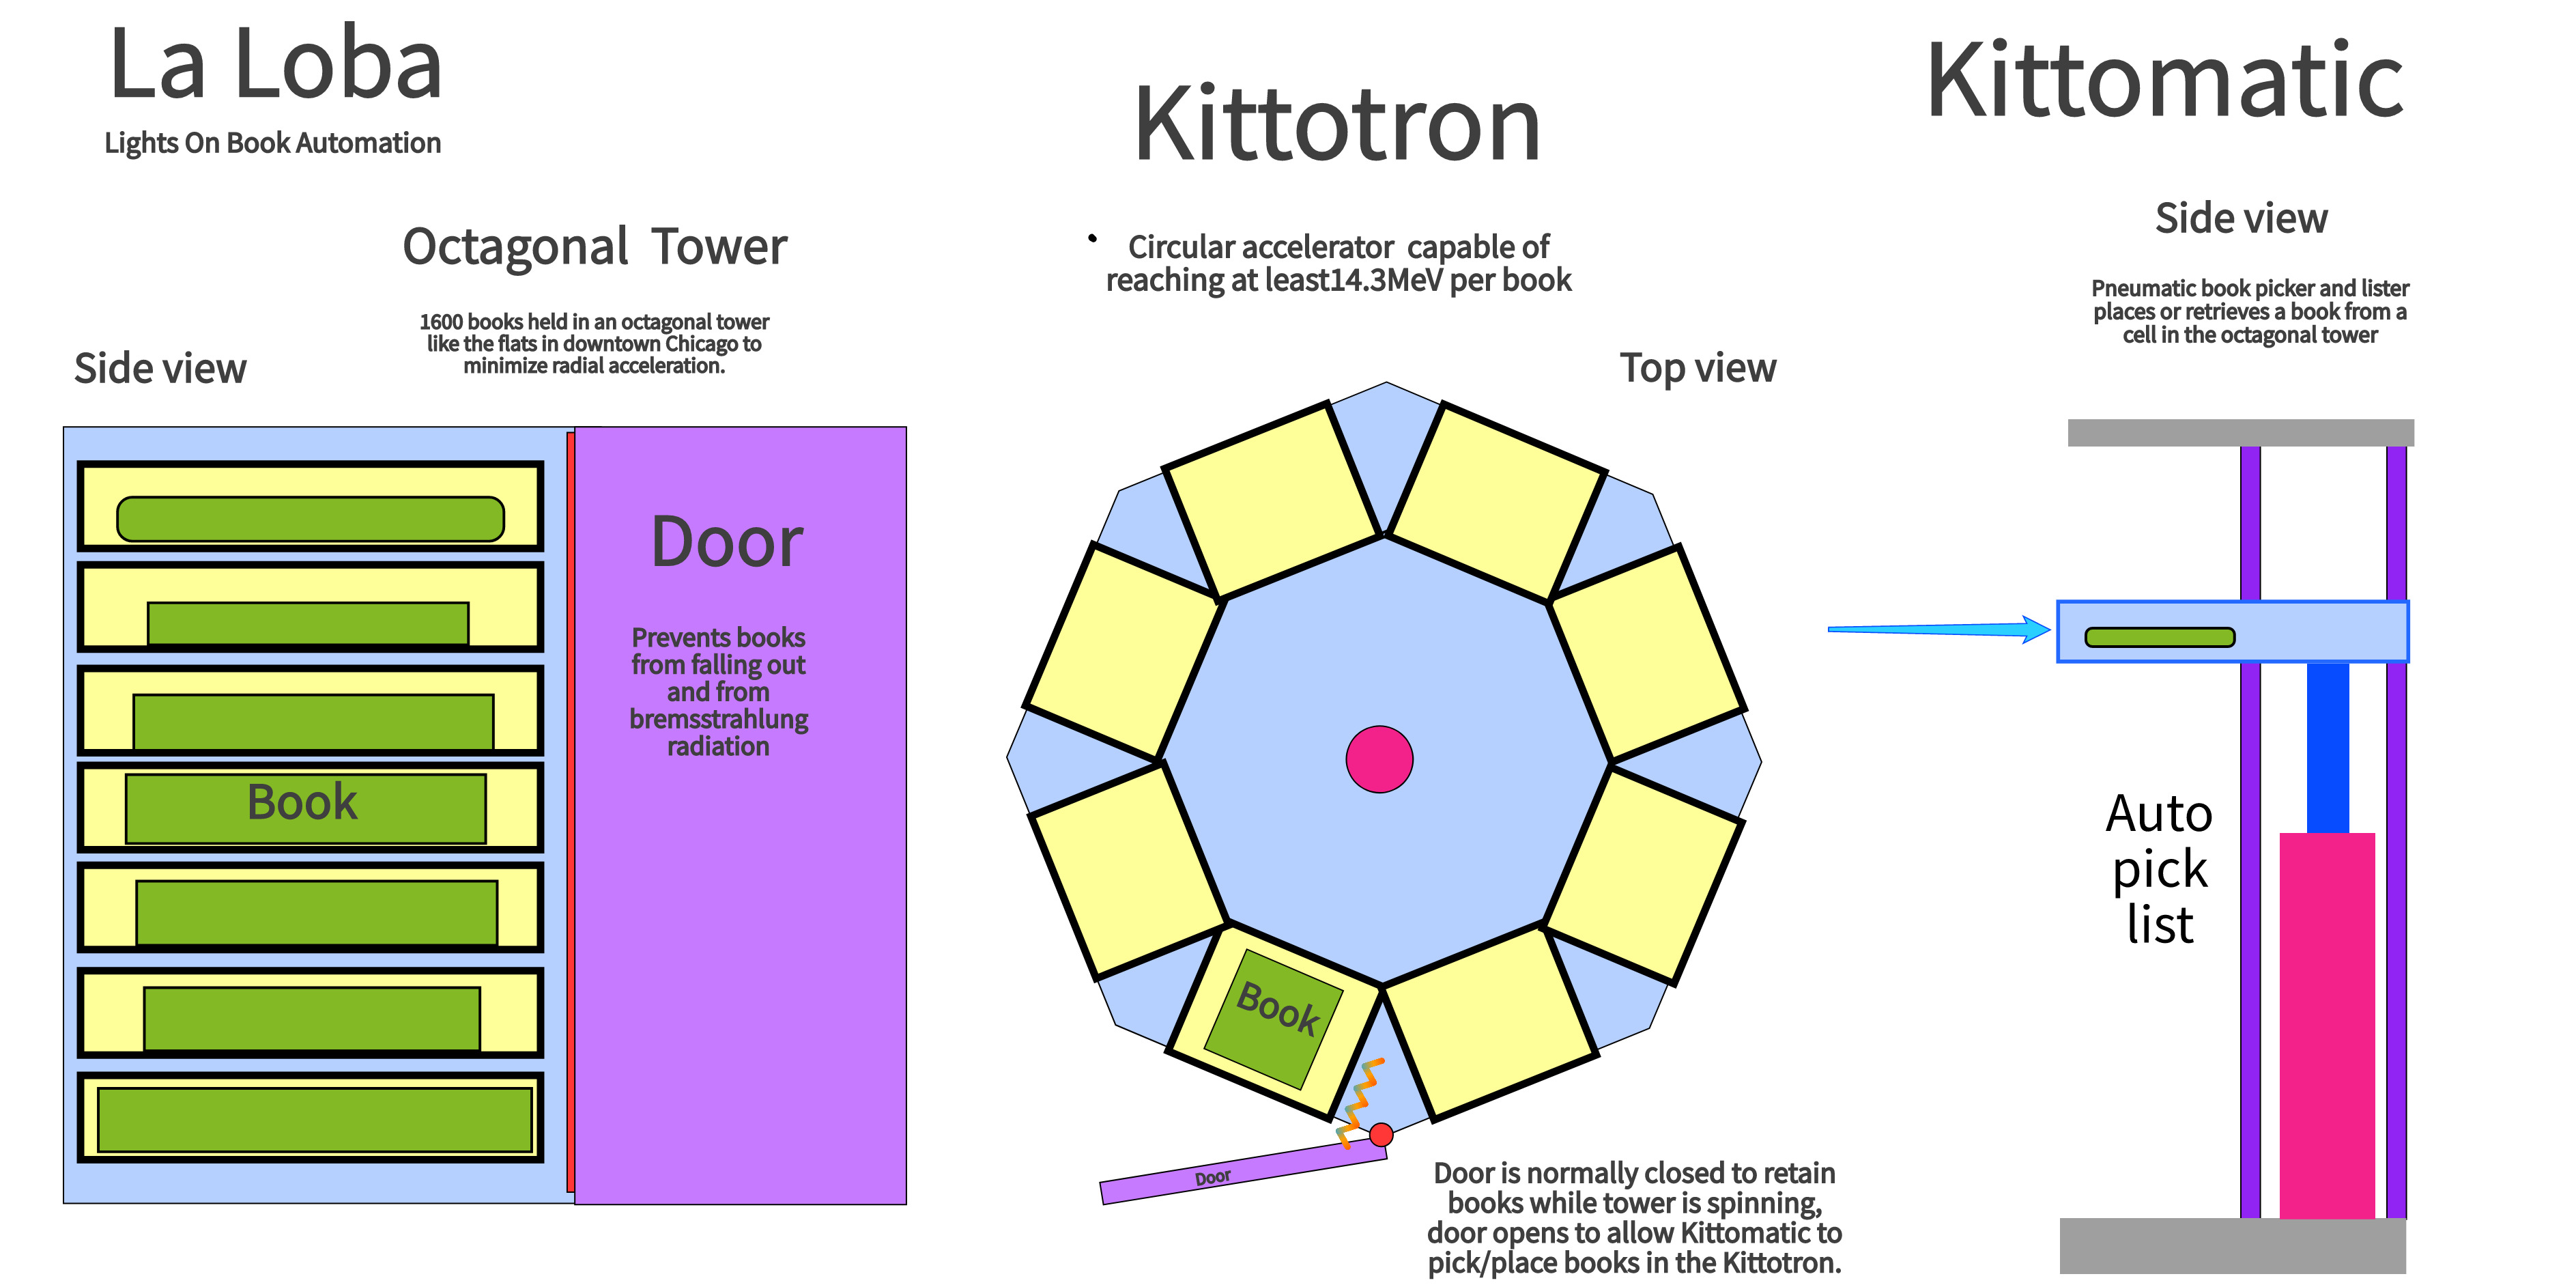 La Loba
Lights On Book Automation
Octagonal  Tower
1600 books held in an octagonal tower
like the flats in downtown Chicago to
minimize radial acceleration.
Side view
Door
Prevents books
from falling out
and from
bremsstrahlung
radiation
Book
Kittotron
• Circular accelerator  capable of
reaching at least14.3MeV per book
Top view
Book
Door
Door is normally closed to retain
books while tower is spinning,
door opens to allow Kittomatic to
pick/place books in the Kittotron.
Kittomatic
Side view
Pneumatic book picker and lister
places or retrieves a book from a
cell in the octagonal tower
Auto
pick
list